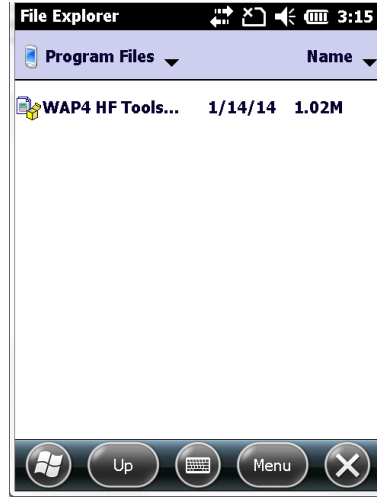 File Explorer 3:15
Program Files Name
WAP4 HF Tools... 1/14/14 1.02M
Up Menu